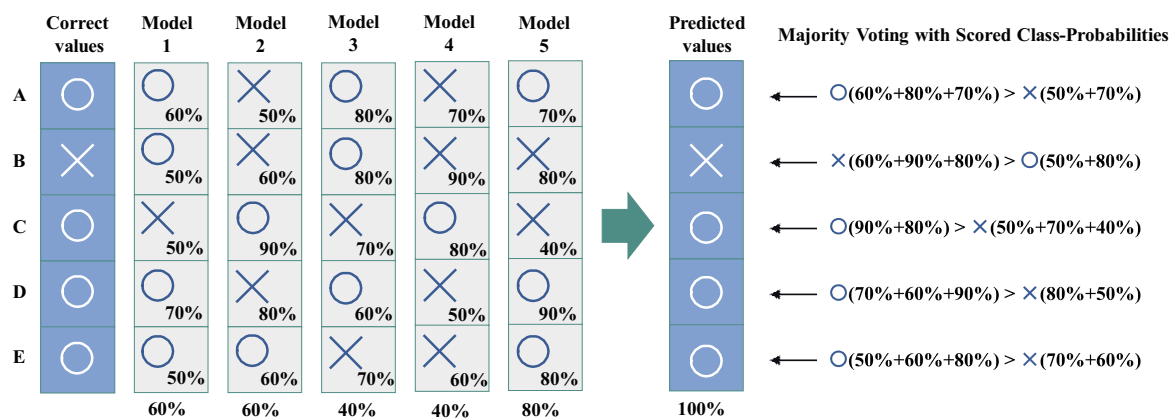 Correct values Model 1 Model 2 Model 3 Model 4 Model 5 Predicted values Majority Voting with Scored Class-Probabilities
A ○ ○ 60% × 50% ○ 80% × 70% ○ 70% ○ ○(60%+80%+70%) > ×(50%+70%)
B × ○ 50% × 60% ○ 80% × 90% × 80% × ×(60%+90%+80%) > ○(50%+80%)
C ○ × 50% ○ 90% × 70% ○ 80% × 40% ○ ○(90%+80%) > ×(50%+70%+40%)
D ○ ○ 70% × 80% ○ 60% × 50% ○ 90% ○ ○(70%+60%+90%) > ×(80%+50%)
E ○ ○ 50% ○ 60% × 70% × 60% ○ 80% ○ ○(50%+60%+80%) > ×(70%+60%)
60% 60% 40% 40% 80% 100%